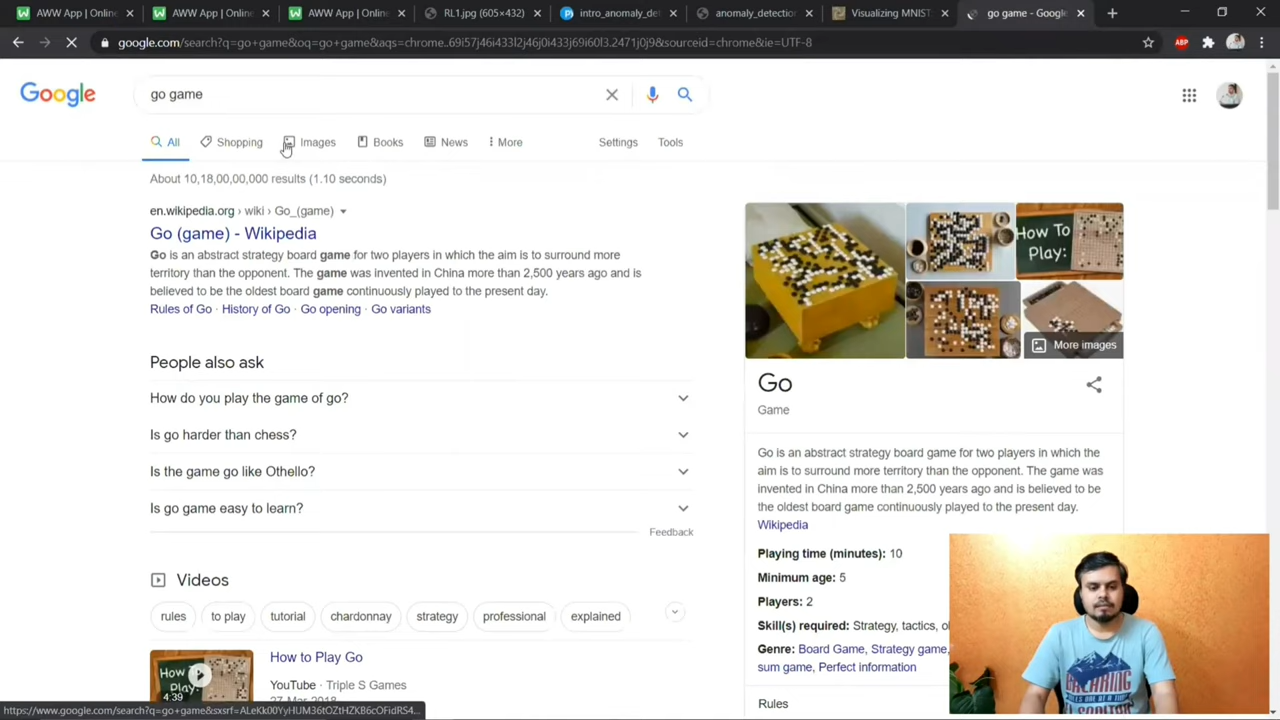 AWW App | Online
AWW App | Online
AWW App | Online
R1.jpg (605×432)
intro_anomaly_de
anomaly_detection
Visualizing MNIST
go game - Google
google.com/search?q=go+game&oq=go+game&aqs=chrome..69i57j46i433l2j46j0i433j69i60l3.2471j0j9&sourceid=chrome&ie=UTF-8
ABP
Google
go game
All
Shopping
Images
Books
News
More
Settings
Tools
About 10,18,00,00,000 results (1.10 seconds)
en.wikipedia.org › wiki › Go_(game)
Go (game) - Wikipedia
Go is an abstract strategy board game for two players in which the aim is to surround more
territory than the opponent. The game was invented in China more than 2,500 years ago and is
believed to be the oldest board game continuously played to the present day.
Rules of Go · History of Go · Go opening · Go variants
People also ask
How do you play the game of go?
Is go harder than chess?
Is the game go like Othello?
Is go game easy to learn?
Feedback
Videos
rules
to play
tutorial
chardonnay
strategy
professional
explained
How to Play Go
YouTube · Triple S Games
27 Mar 2018
4:39
How To
Play:
More images
Go
Game
Go is an abstract strategy board game for two players in which the
aim is to surround more territory than the opponent. The game was
invented in China more than 2,500 years ago and is believed to be
the oldest board game continuously played to the present day.
Wikipedia
Playing time (minutes): 10
Minimum age: 5
Players: 2
Skill(s) required: Strategy, tactics,
Genre: Board Game, Strategy game,
sum game, Perfect information
Rules
BREAKING